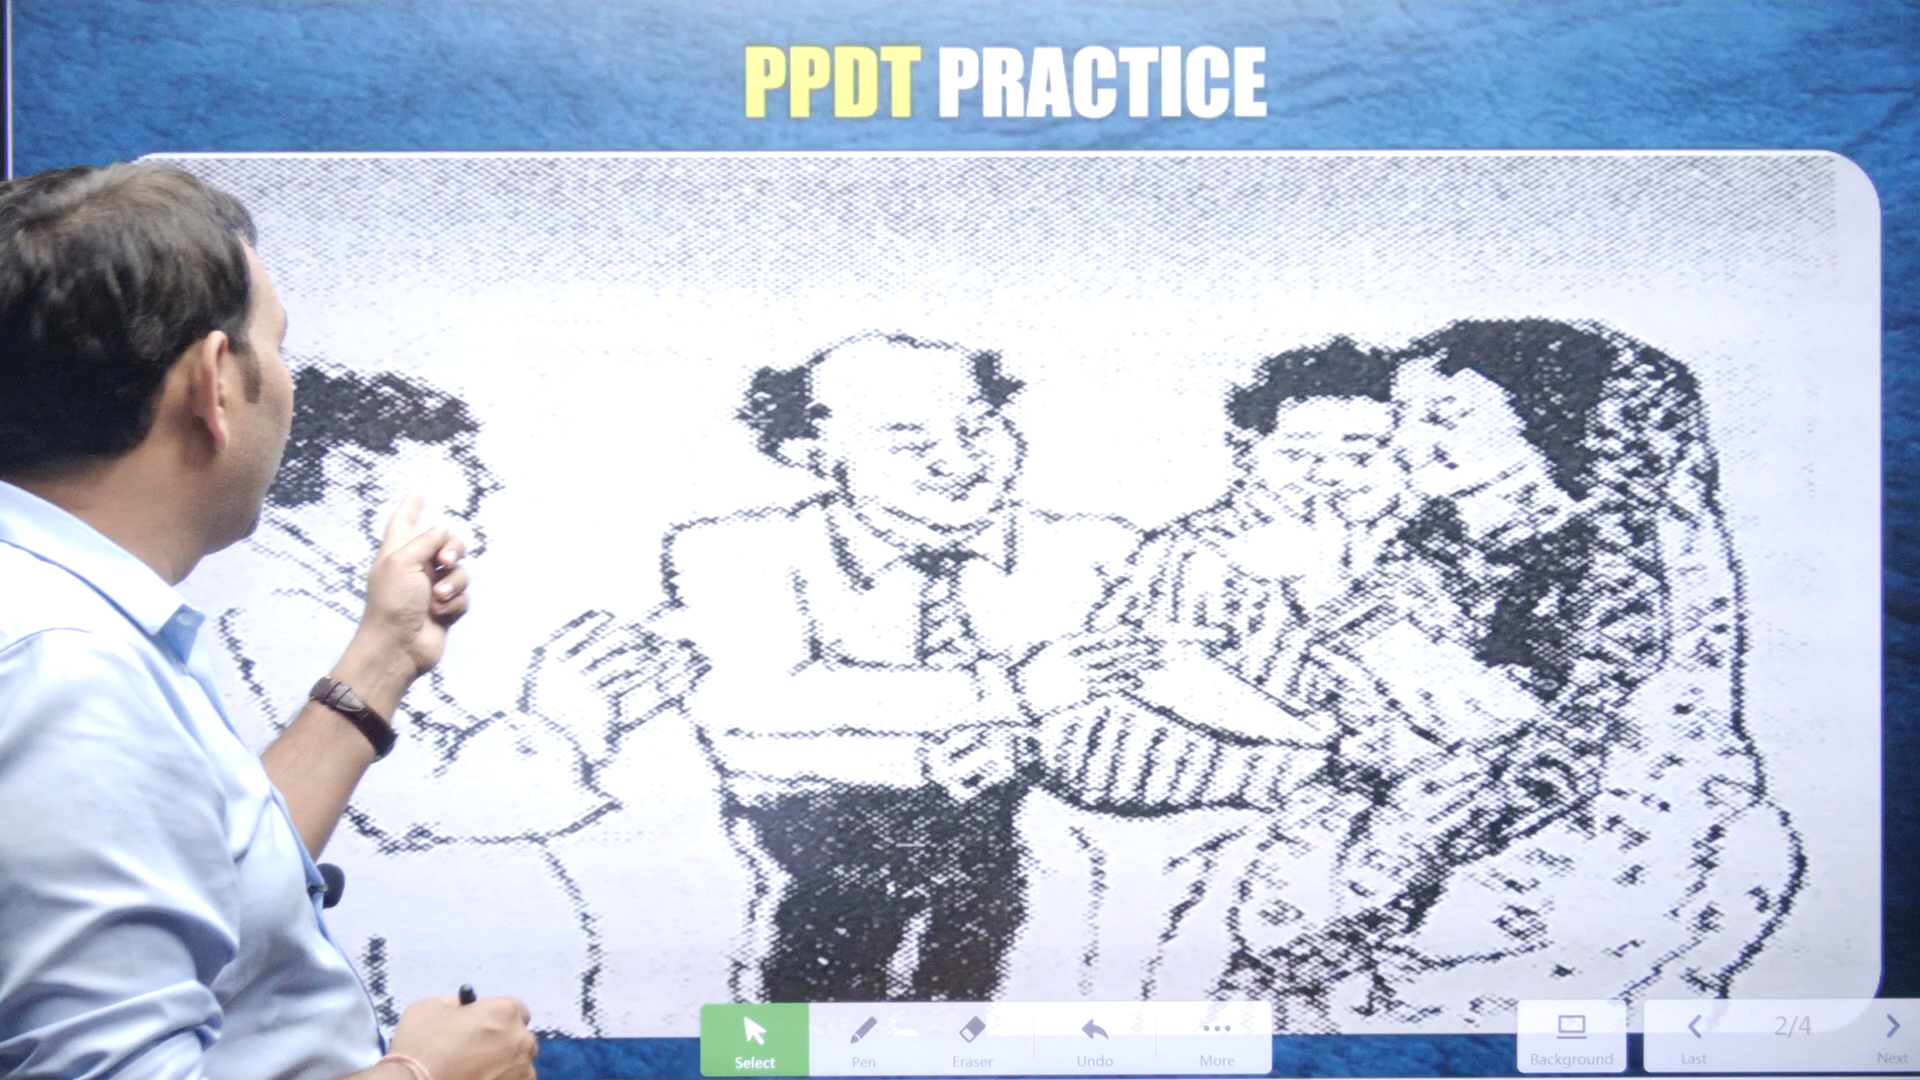 PPDT PRACTICE
Select
Pen
Eraser
Undo
More
Background
Last
2/4
Next